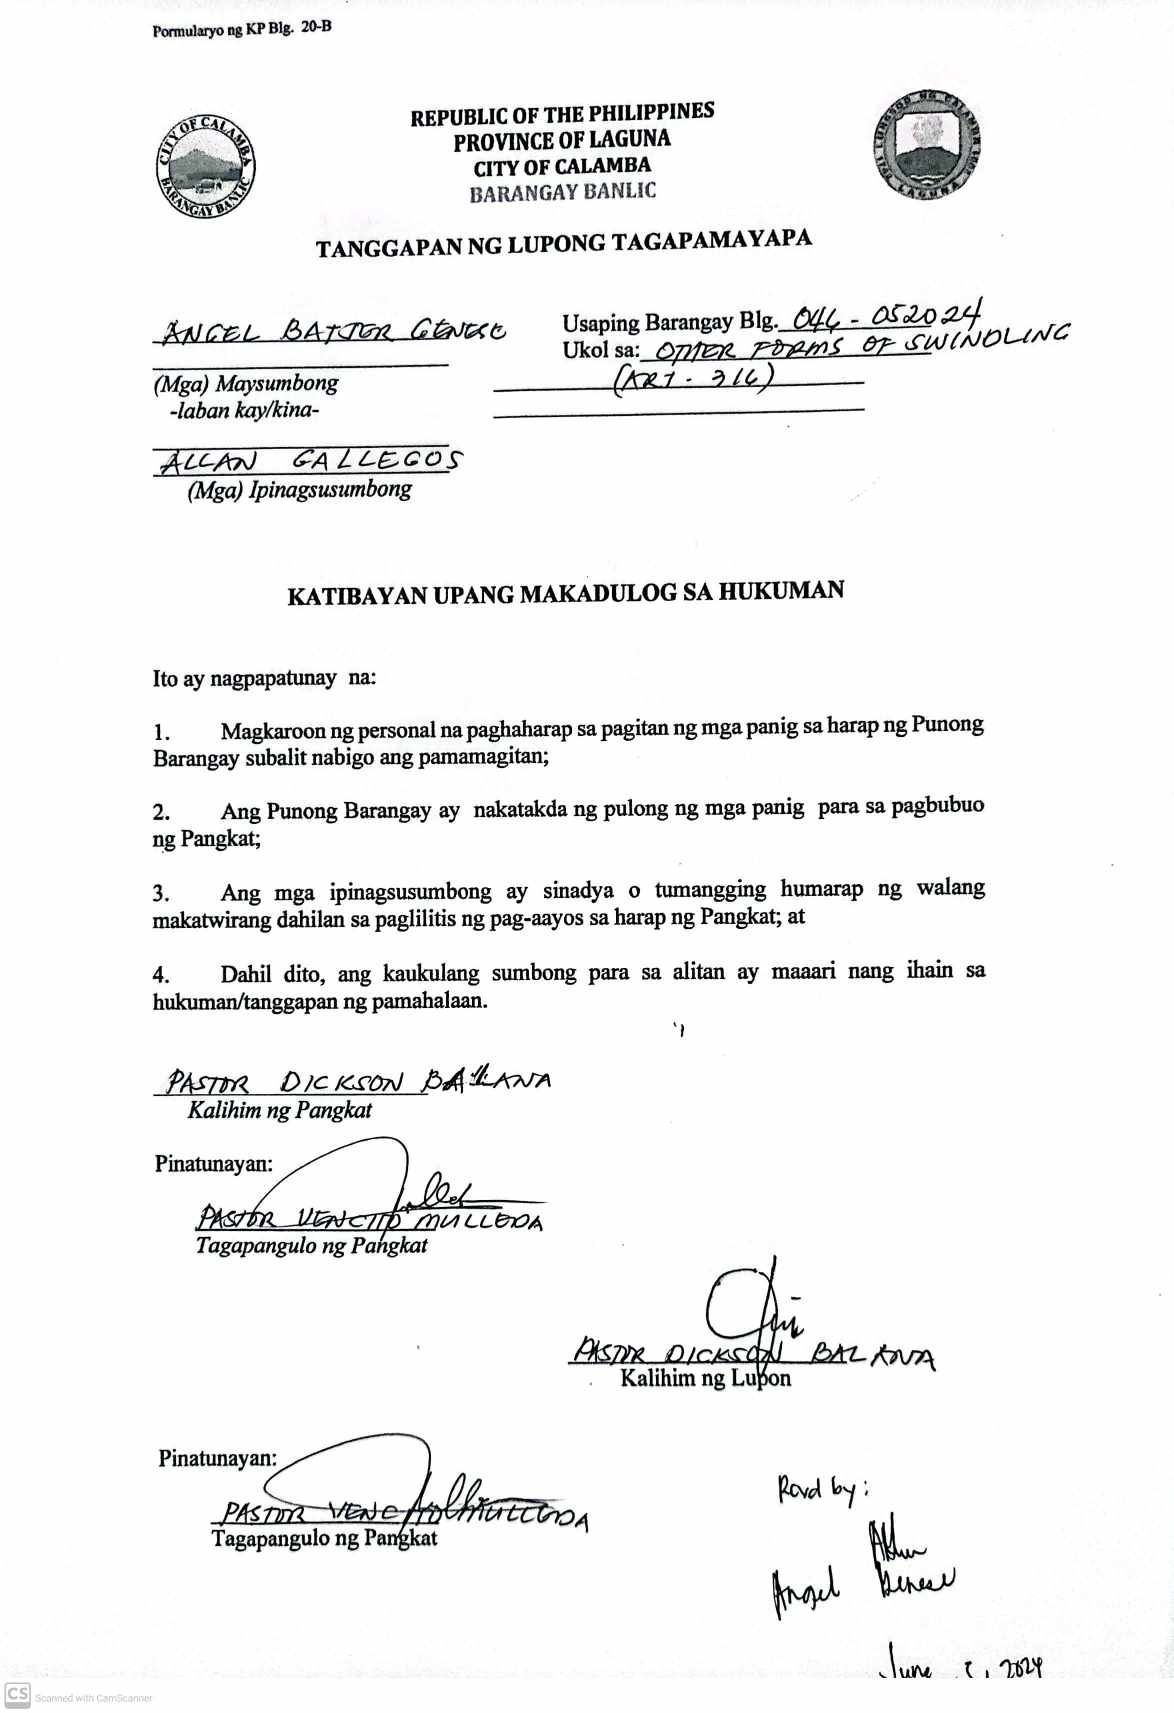 Pormularyo ng KP Blg. 20-B
REPUBLIC OF THE PHILIPPINES
PROVINCE OF LAGUNA
CITY OF CALAMBA
BARANGAY BANLIC
CITY OF CALAMBA
BARANGAY BANLIC
TANGGAPAN NG LUPONG TAGAPAMAYAPA
ANGEL GENESE
Usaping Barangay Blg. 046 - 052024
Ukol sa: OTHER FORMS OF SWINDLING
(ART - 316)
(Mga) Maysumbong
-laban kay/kina-
ALLAN GALLEGOS
(Mga) Ipinagsusumbong
KATIBAYAN UPANG MAKADULOG SA HUKUMAN
Ito ay nagpapatunay na:
1. Magkaroon ng personal na paghaharap sa pagitan ng mga panig sa harap ng Punong
Barangay subalit nabigo ang pamamagitan;
2. Ang Punong Barangay ay nakatakda ng pulong ng mga panig para sa pagbubuo
ng Pangkat;
3. Ang mga ipinagsusumbong ay sinadya o tumangging humarap ng walang
makatwirang dahilan sa paglilitis ng pag-aayos sa harap ng Pangkat; at
4. Dahil dito, ang kaukulang sumbong para sa alitan ay maaari nang ihain sa
hukuman/tanggapan ng pamahalaan.
PASTOR DICKSON BALANA
Kalihim ng Pangkat
Pinatunayan:
PASTOR VENCITO MULLEDA
Tagapangulo ng Pangkat
PASTOR DICKSON BALANA
Kalihim ng Lupon
Pinatunayan:
PASTOR VENCITO MULLEDA
Tagapangulo ng Pangkat
Rcvd by:
Angel Genese
June 2024
CS Scanned with CamScanner